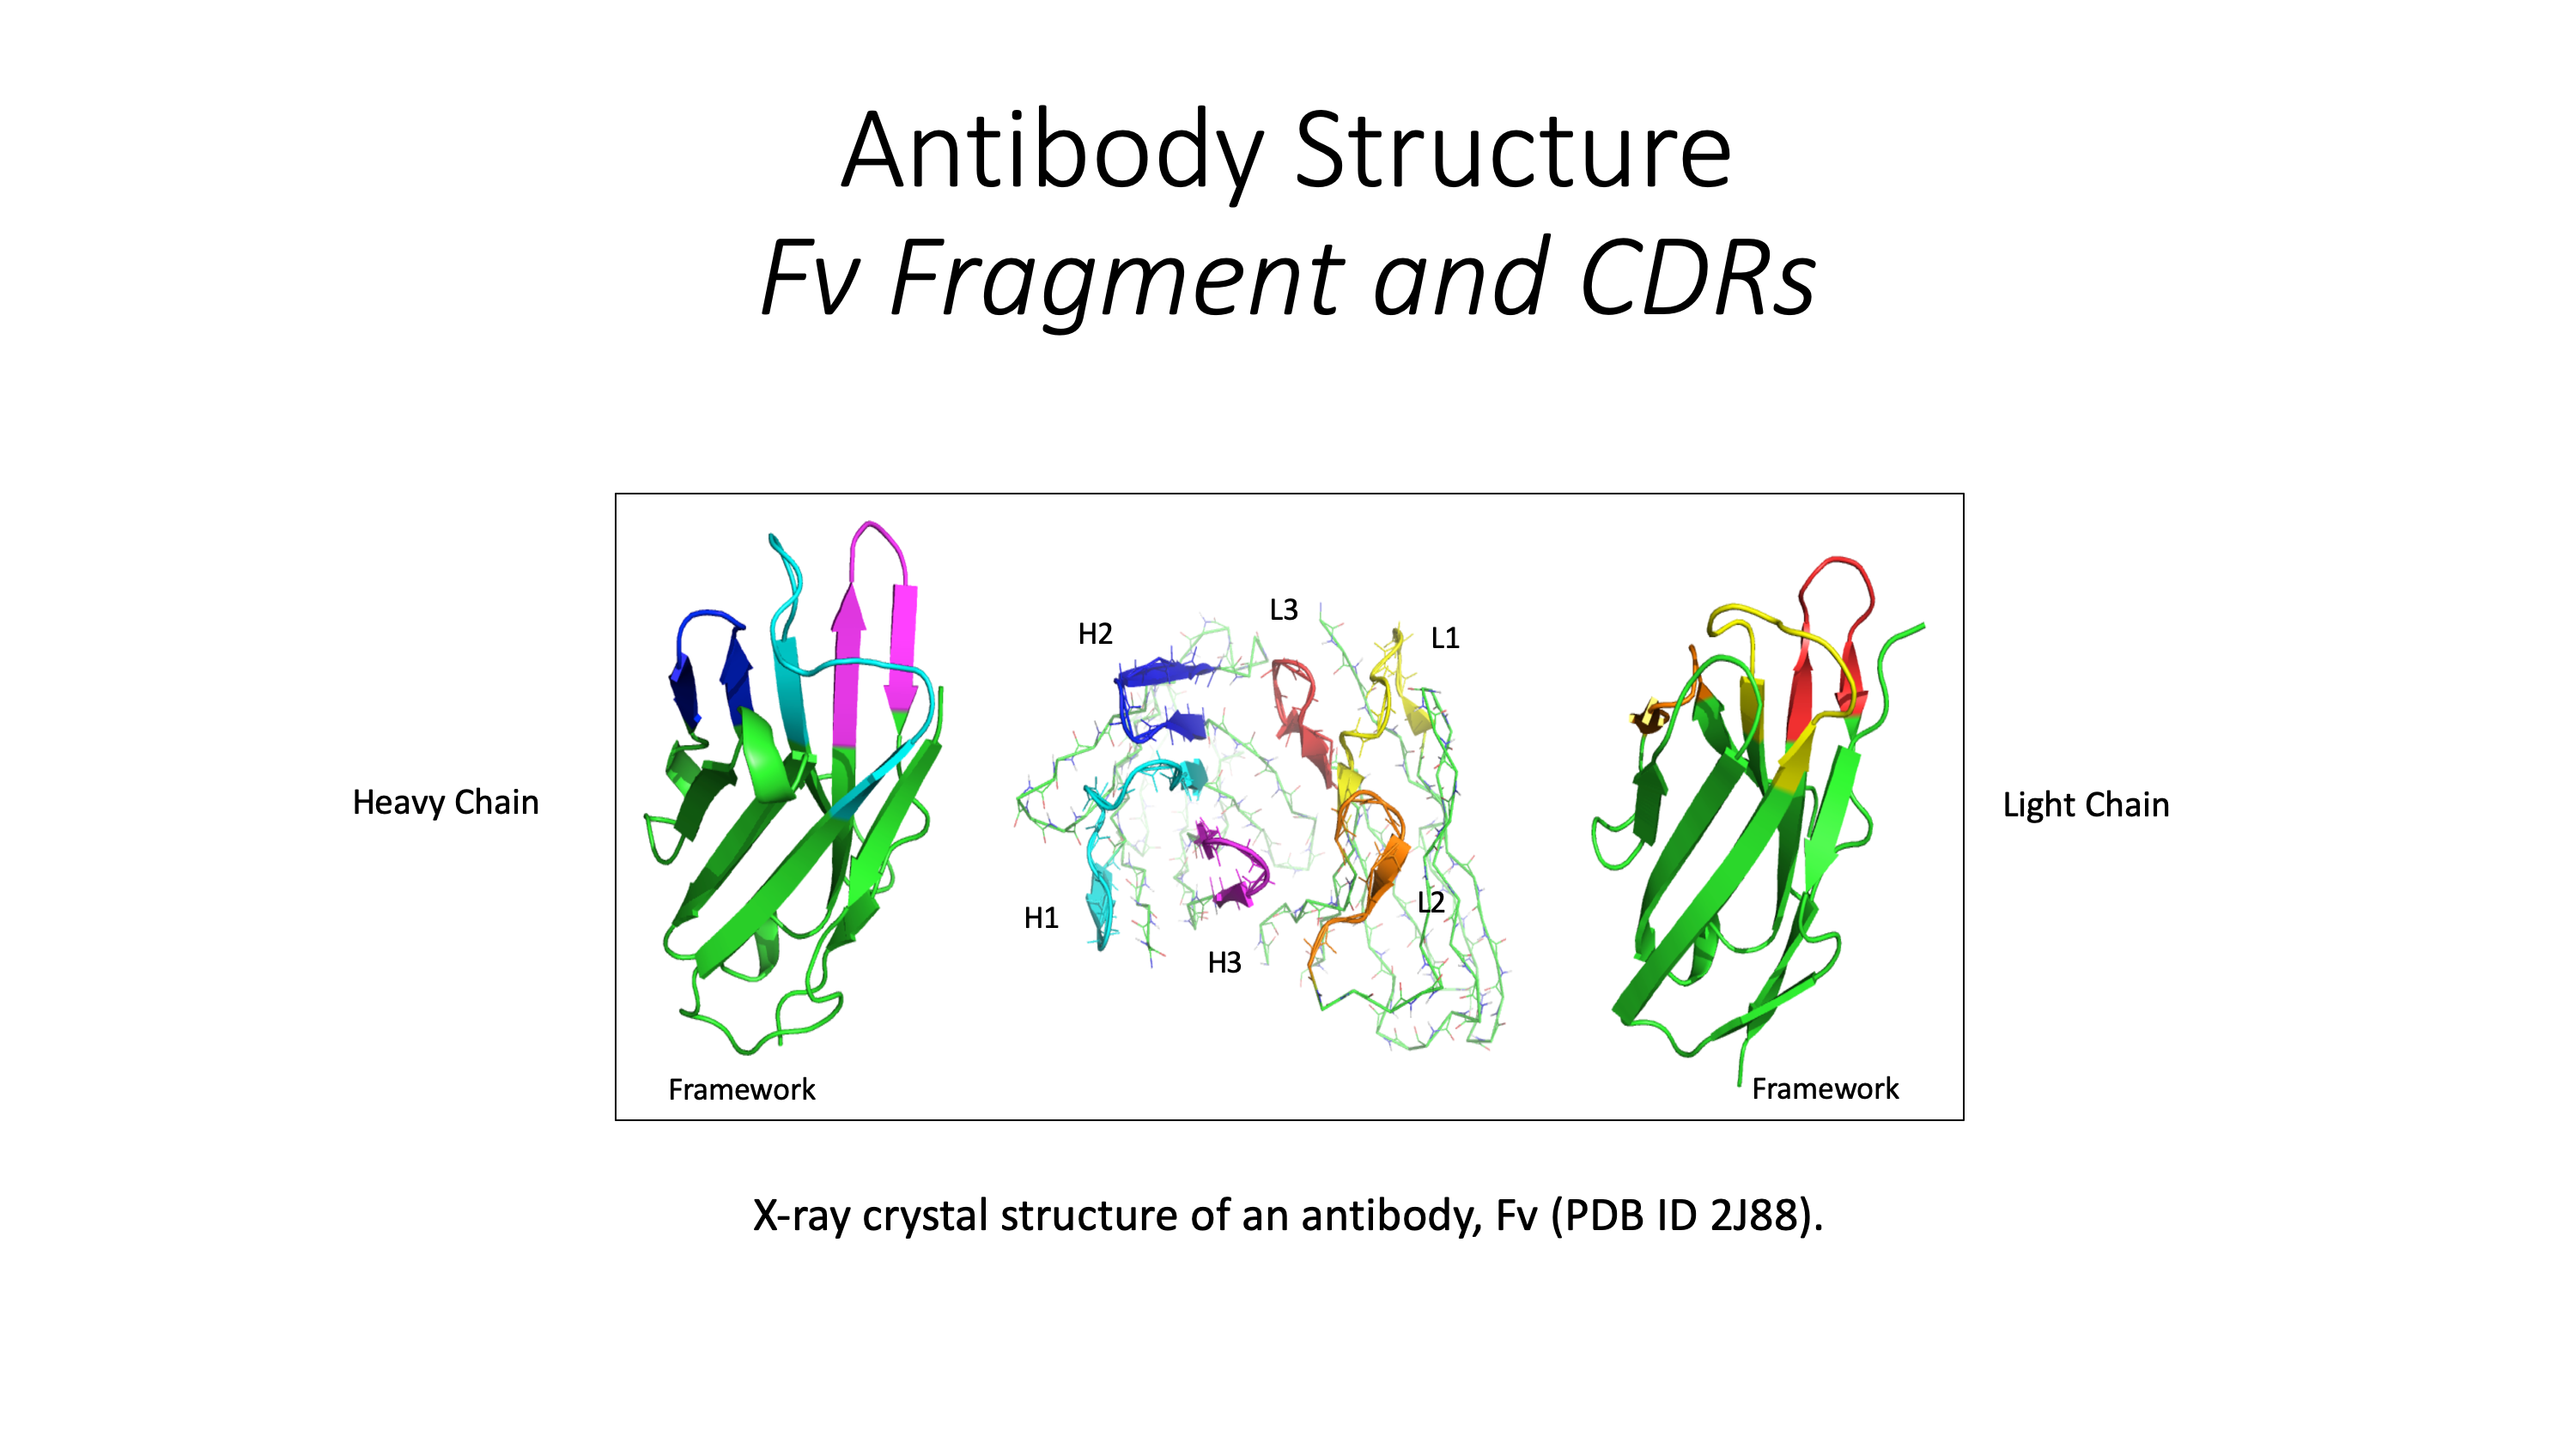 Antibody Structure
Fv Fragment and CDRs
H2
L3
L1
Heavy Chain
Light Chain
H1
L2
H3
Framework
Framework
X-ray crystal structure of an antibody, Fv (PDB ID 2J88).